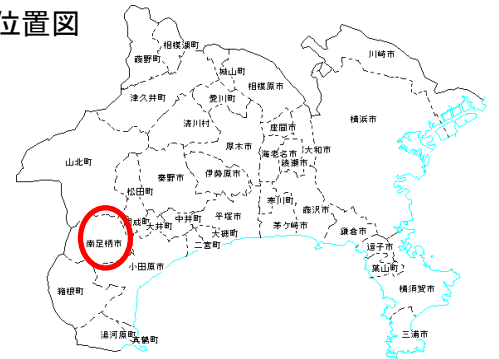 位置図
相模湖町
藤野町
城山町
川崎市
津久井町
愛川町
相模原市
清川村
座間市
横浜市
厚木市
大和市
海老名市
綾瀬市
山北町
秦野市
伊勢原市
松田町
寒川町
藤沢市
開成町
大井町
中井町
平塚市
大磯町
茅ヶ崎市
鎌倉市
南足柄市
二宮町
逗子市
小田原市
葉山町
箱根町
横須賀市
湯河原町
真鶴町
三浦市